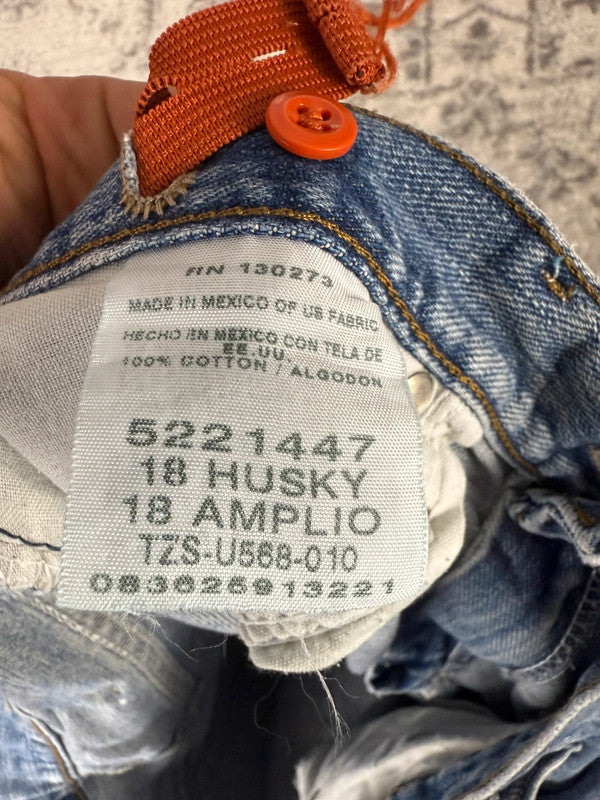 RN 130273
MADE IN MEXICO OF US FABRIC
HECHO EN MEXICO CON TELA DE
EE.UU.
100% COTTON / ALGODON
5221447
18 HUSKY
18 AMPLIO
TZS-U568-010
083626913221